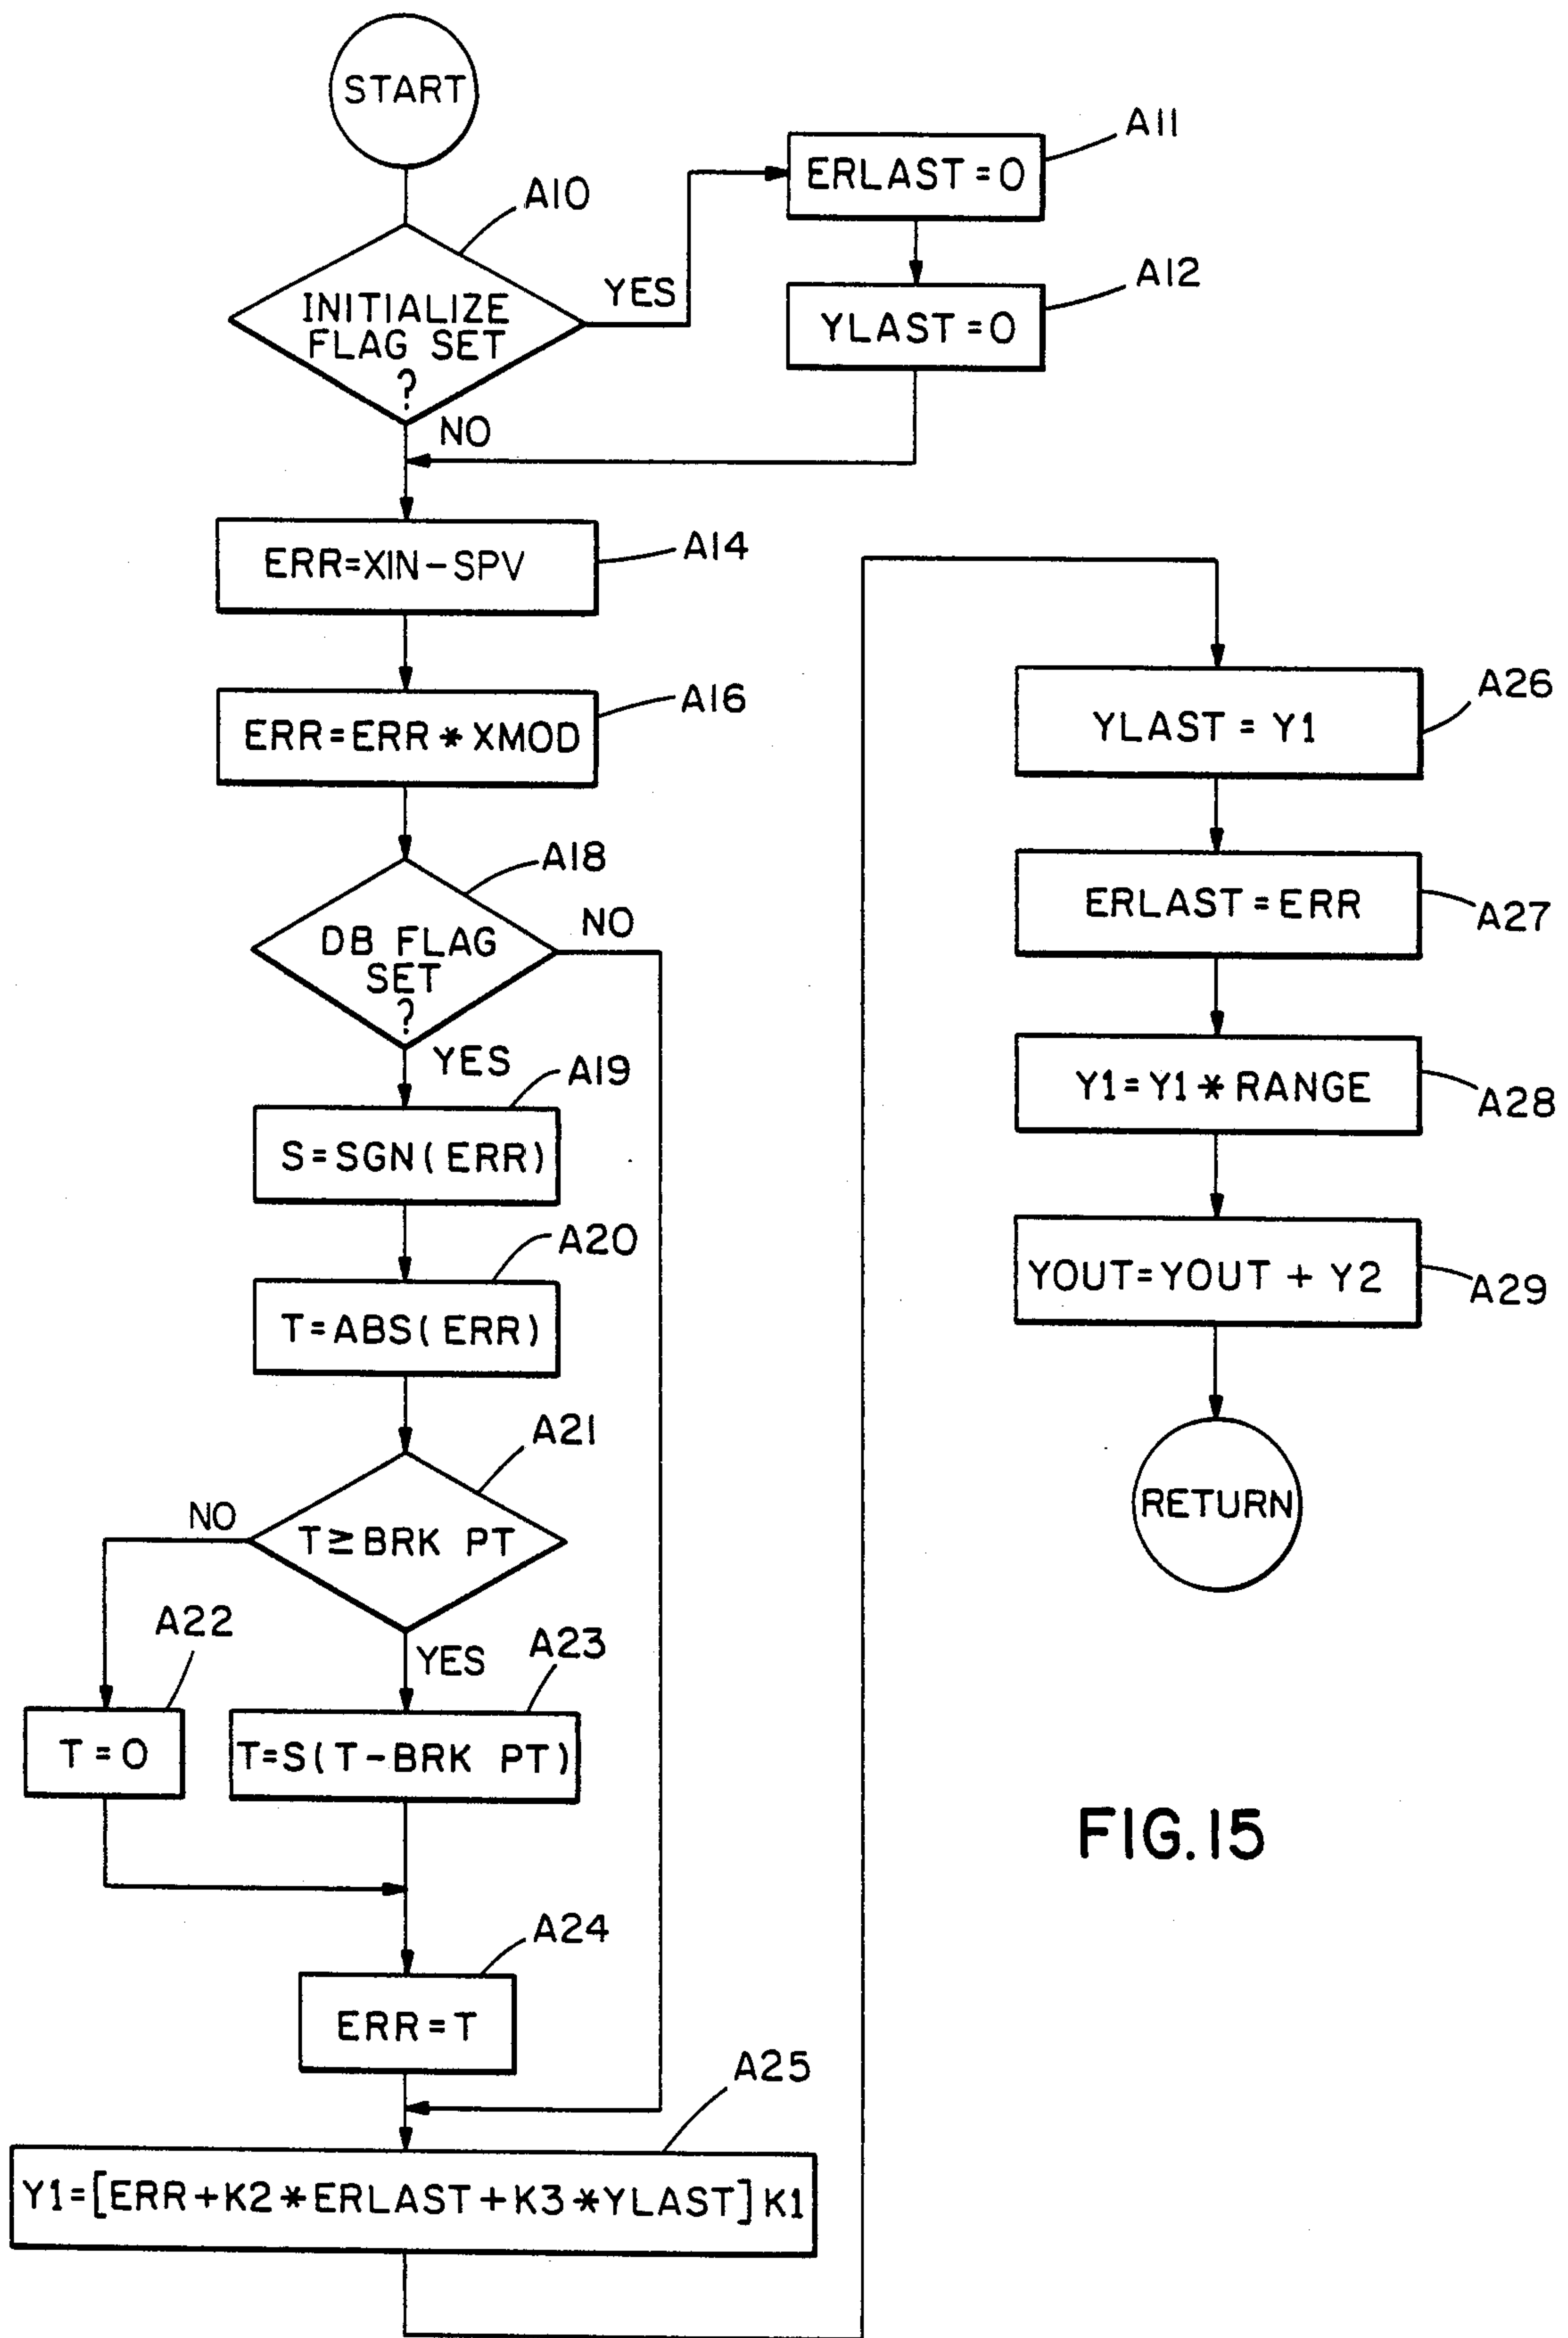 START
A10
INITIALIZE
FLAG SET
?
YES
NO
A11
ERLAST=0
A12
YLAST=0
A14
ERR=XIN-SPV
A16
ERR=ERR*XMOD
A18
DB FLAG
SET
?
NO
YES
A19
S=SGN(ERR)
A20
T=ABS(ERR)
A21
T≥BRK PT
NO
YES
A22
T=0
A23
T=S(T-BRK PT)
A24
ERR=T
A25
Y1=[ERR+K2*ERLAST+K3*YLAST]K1
A26
YLAST=Y1
A27
ERLAST=ERR
A28
Y1=Y1*RANGE
A29
YOUT=YOUT + Y2
RETURN
FIG.15